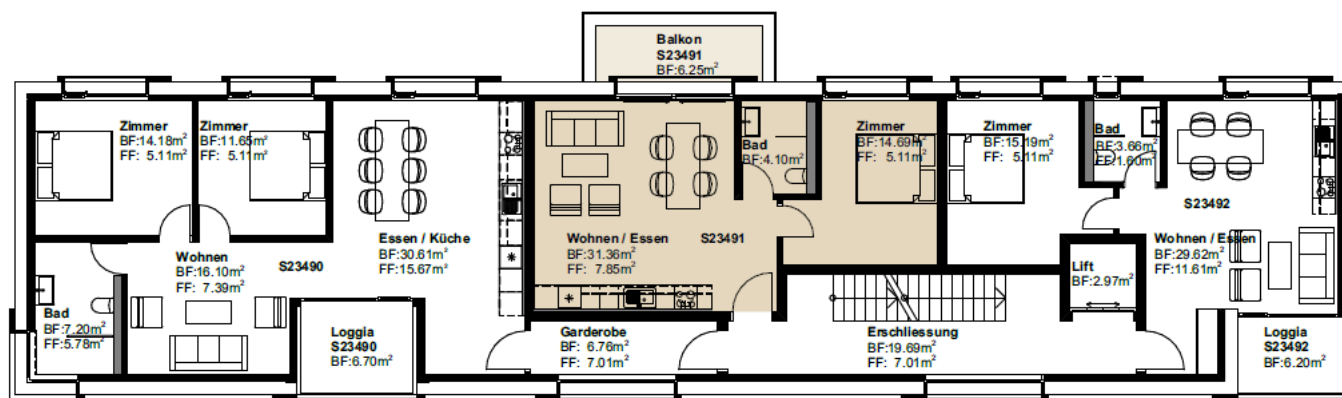 Balkon
S23491
BF:6.25m²
Zimmer
BF:14.18m²
FF: 5.11m²
Zimmer
BF:11.65m²
FF: 5.11m²
Essen / Küche
BF:30.61m²
FF:15.67m²
Wohnen
BF:16.10m²
FF: 7.39m²
S23490
Bad
BF:7.20m²
FF:5.78m²
Loggia
S23490
BF:6.70m²
Wohnen / Essen
BF:31.36m²
FF: 7.85m²
S23491
Bad
BF:4.10m²
Zimmer
BF:14.69m²
FF: 5.11m²
Garderobe
BF: 6.76m²
FF: 7.01m²
Erschliessung
BF:19.69m²
FF: 7.01m²
Zimmer
BF:15.19m²
FF: 5.11m²
Bad
BF:3.66m²
FF:1.60m²
S23492
Wohnen / Essen
BF:29.62m²
FF:11.61m²
Lift
BF:2.97m²
Loggia
S23492
BF:6.20m²